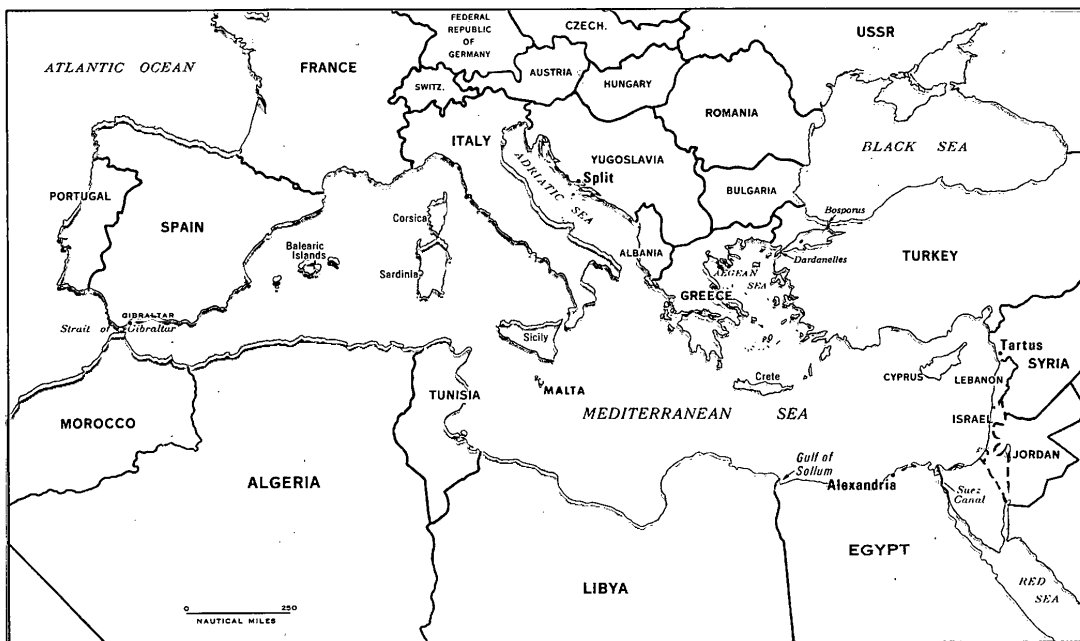 FEDERAL
REPUBLIC
OF
GERMANY
CZECH.
USSR
ATLANTIC OCEAN
FRANCE
SWITZ.
AUSTRIA
HUNGARY
ROMANIA
ITALY
ADRIATIC SEA
YUGOSLAVIA
Split
BLACK SEA
BULGARIA
PORTUGAL
SPAIN
Corsica
Balearic
Islands
Sardinia
ALBANIA
Bosporus
Dardanelles
TURKEY
AEGEAN
SEA
GREECE
GIBRALTAR
Strait of Gibraltar
Sicily
MALTA
Crete
CYPRUS
Tartus
SYRIA
LEBANON
TUNISIA
MEDITERRANEAN SEA
ISRAEL
MOROCCO
JORDAN
Gulf of
Sollum
Alexandria
Suez
Canal
ALGERIA
EGYPT
LIBYA
RED
SEA
0 250
NAUTICAL MILES